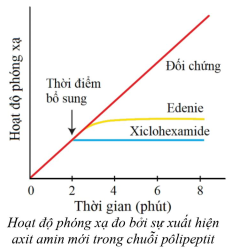 Hoạt độ phóng xạ
Thời điểm
bổ sung
Đối chứng
Edenie
Xiclohexamide
0 2 4 6 8
Thời gian (phút)
Hoạt độ phóng xạ đo bởi sự xuất hiện
axit amin mới trong chuỗi pôlipeptit